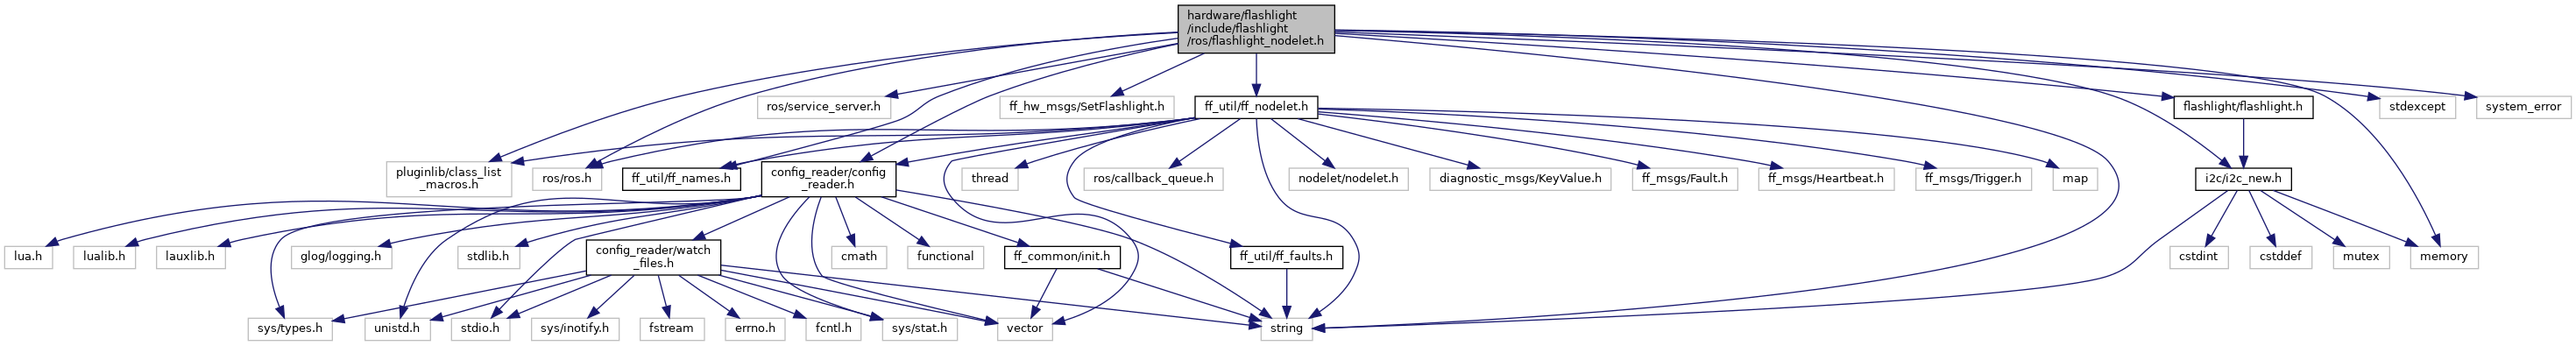 hardware/flashlight
/include/flashlight
/ros/flashlight_nodelet.h
ros/service_server.h
ff_hw_msgs/SetFlashlight.h
ff_util/ff_nodelet.h
flashlight/flashlight.h
stdexcept
system_error
pluginlib/class_list
_macros.h
ros/ros.h
ff_util/ff_names.h
config_reader/config
_reader.h
thread
ros/callback_queue.h
nodelet/nodelet.h
diagnostic_msgs/KeyValue.h
ff_msgs/Fault.h
ff_msgs/Heartbeat.h
ff_msgs/Trigger.h
map
i2c/i2c_new.h
lua.h
lualib.h
lauxlib.h
glog/logging.h
stdlib.h
config_reader/watch
_files.h
cmath
functional
ff_common/init.h
ff_util/ff_faults.h
cstdint
cstddef
mutex
memory
sys/types.h
unistd.h
stdio.h
sys/inotify.h
fstream
errno.h
fcntl.h
sys/stat.h
vector
string